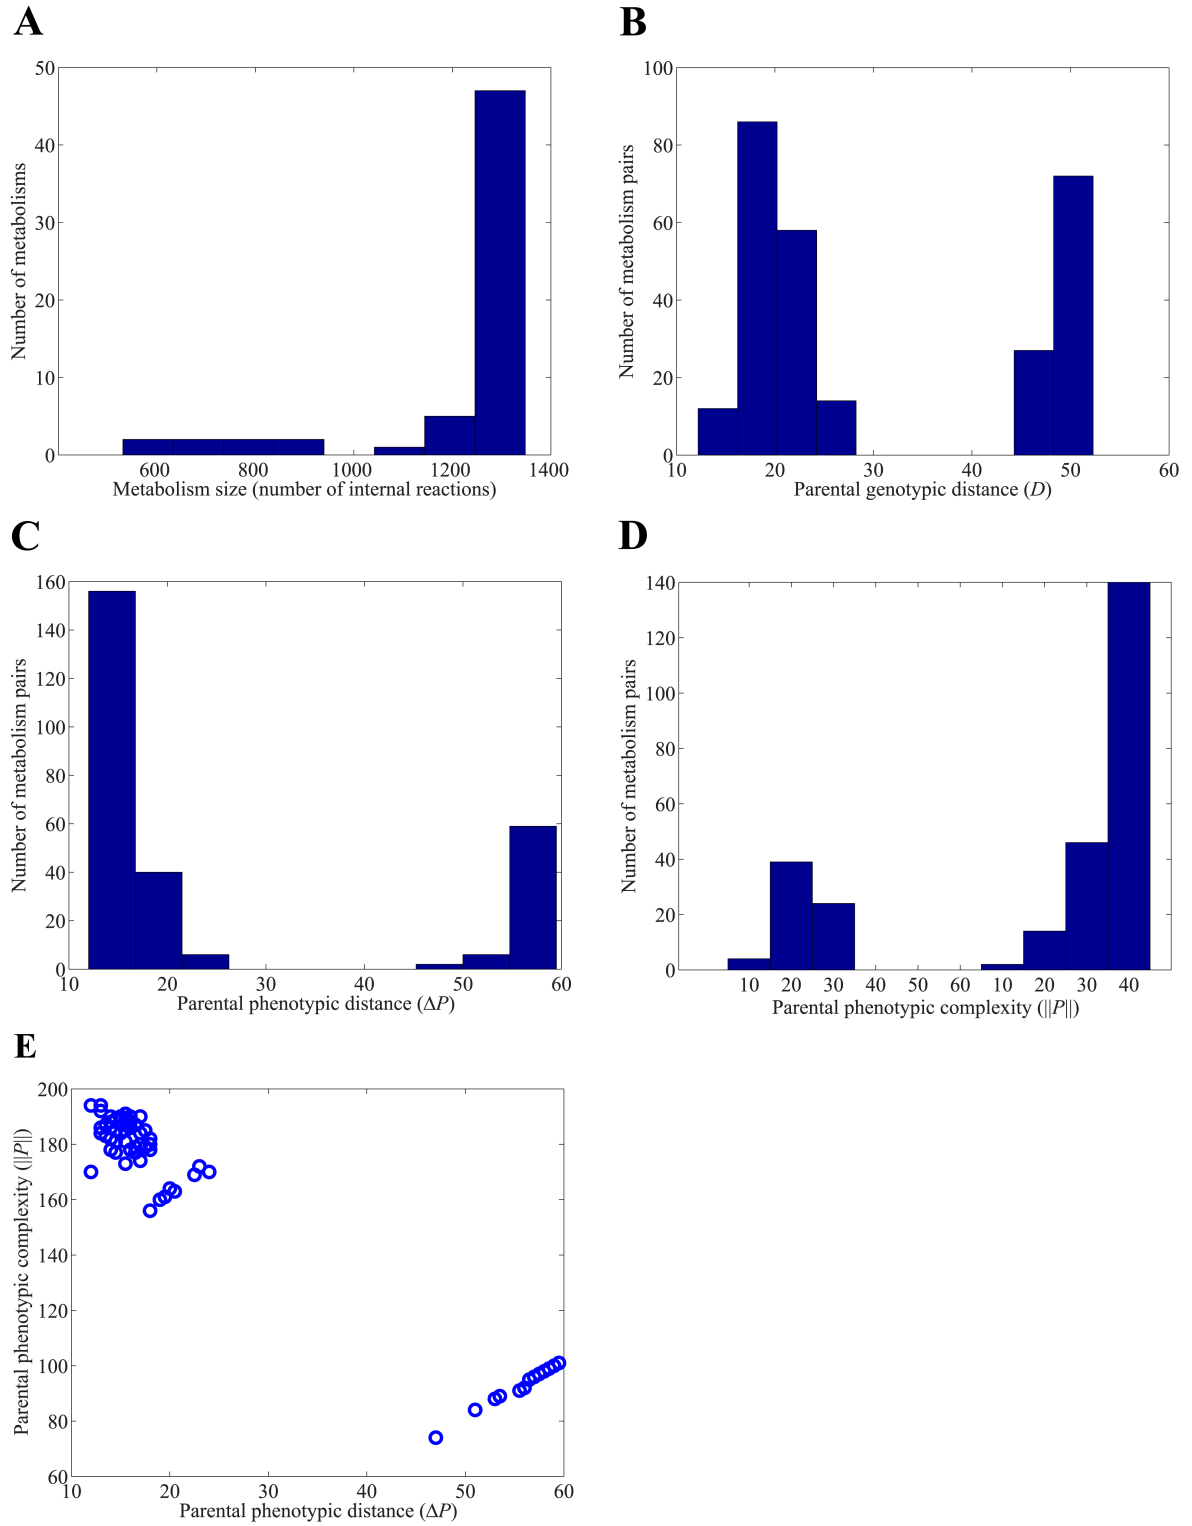 A
50
40
30
20
10
0
Number of metabolisms
600 800 1000 1200 1400
Metabolism size (number of internal reactions)
B
100
80
60
40
20
0
Number of metabolism pairs
10 20 30 40 50 60
Parental genotypic distance (D)
C
160
140
120
100
80
60
40
20
0
Number of metabolism pairs
10 20 30 40 50 60
Parental phenotypic distance (ΔP)
D
140
120
100
80
60
40
20
0
Number of metabolism pairs
10 20 30 40 50 60 10 20 30 40
Parental phenotypic complexity (||P||)
E
200
180
160
140
120
100
80
60
Parental phenotypic complexity (||P||)
10 20 30 40 50 60
Parental phenotypic distance (ΔP)